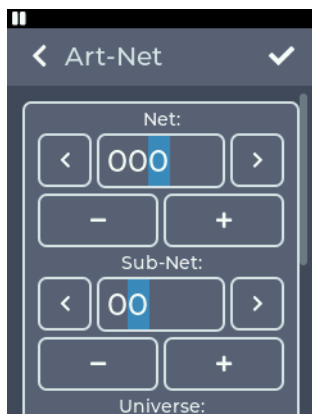 Art-Net
Net:
< 000 >
− +
Sub-Net:
< 00 >
− +
Universe: